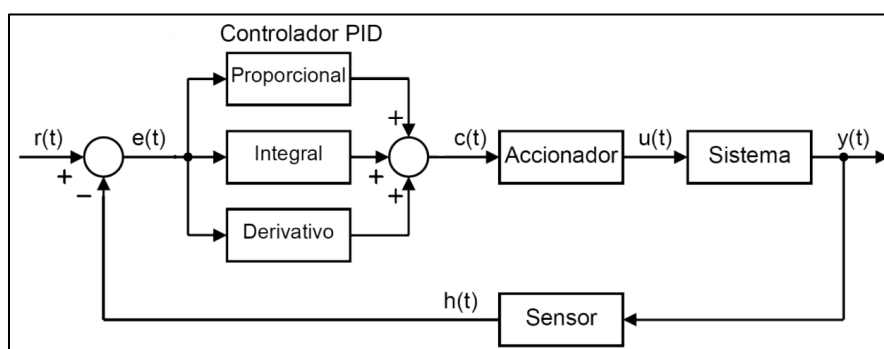 Controlador PID
Proporcional
+
r(t)
e(t)
Integral
c(t)
Accionador
u(t)
Sistema
y(t)
+
−
+
+
Derivativo
h(t)
Sensor